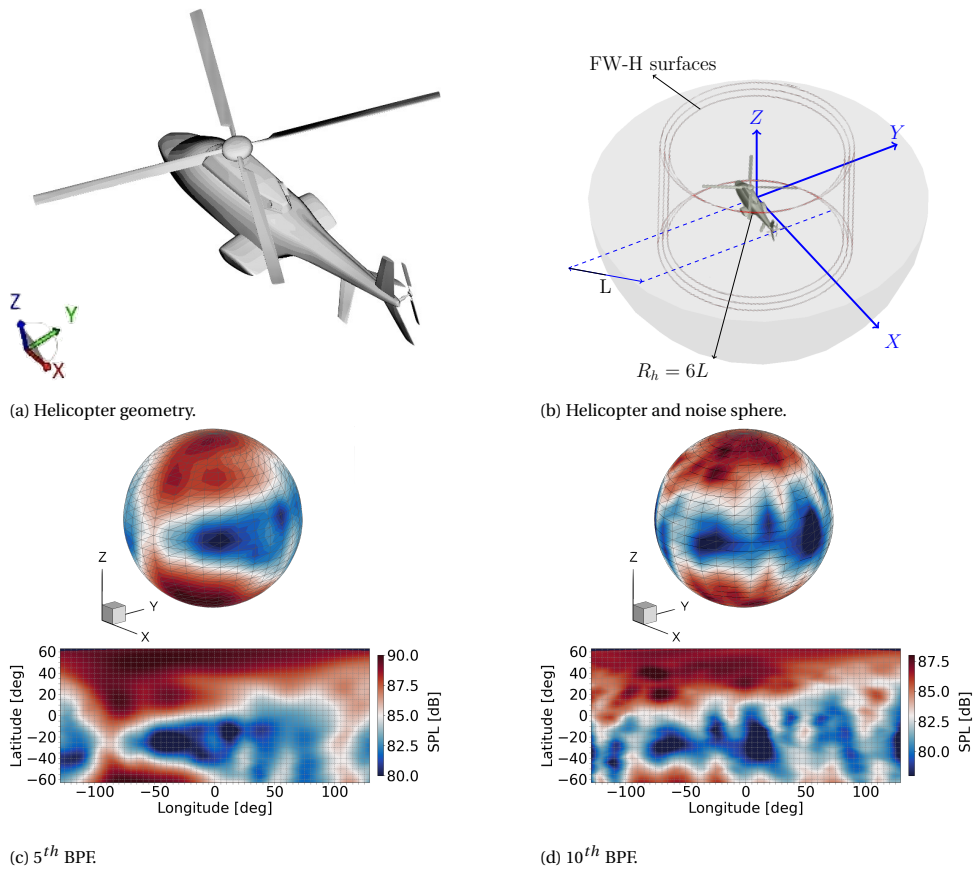 Z
Y
X
(a) Helicopter geometry.
FW-H surfaces
Z
Y
L
X
R_h = 6L
(b) Helicopter and noise sphere.
Z
Y
X
60
40
20
0
−20
−40
−60
Latitude [deg]
−100 −50 0 50 100
Longitude [deg]
90.0
87.5
85.0
82.5
80.0
SPL [dB]
(c) 5^{th} BPF.
Z
Y
X
60
40
20
0
−20
−40
−60
Latitude [deg]
−100 −50 0 50 100
Longitude [deg]
87.5
85.0
82.5
80.0
SPL [dB]
(d) 10^{th} BPF.